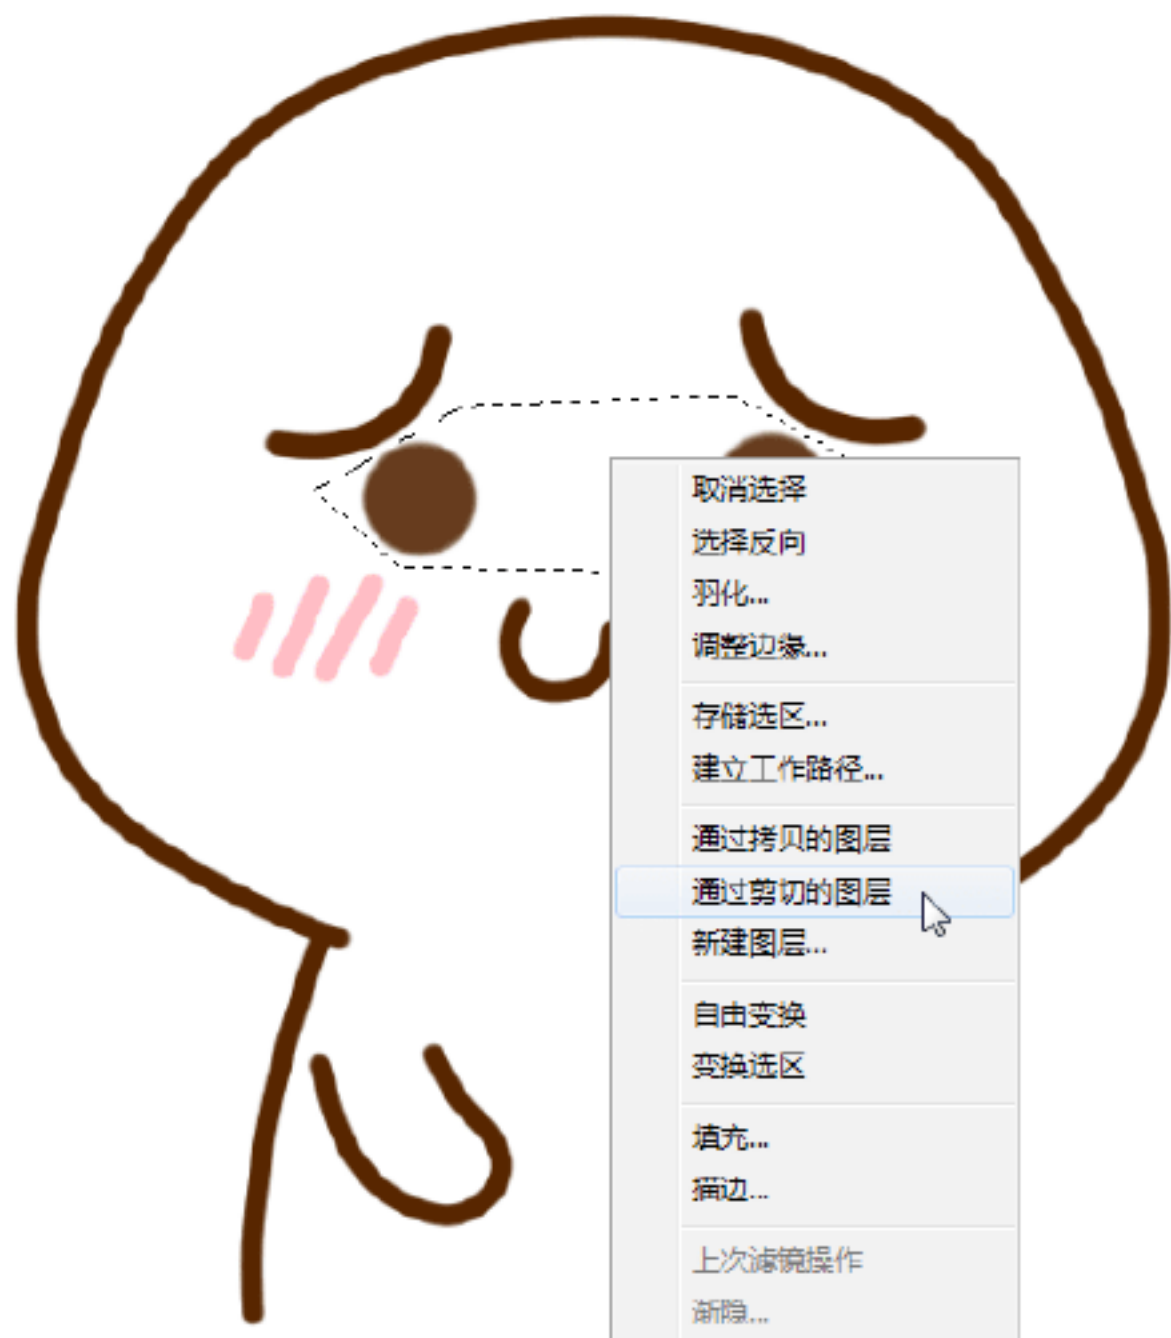 取消选择
选择反向
羽化...
调整边缘...
存储选区...
建立工作路径...
通过拷贝的图层
通过剪切的图层
新建图层...
自由变换
变换选区
填充...
描边...
上次滤镜操作
渐隐...